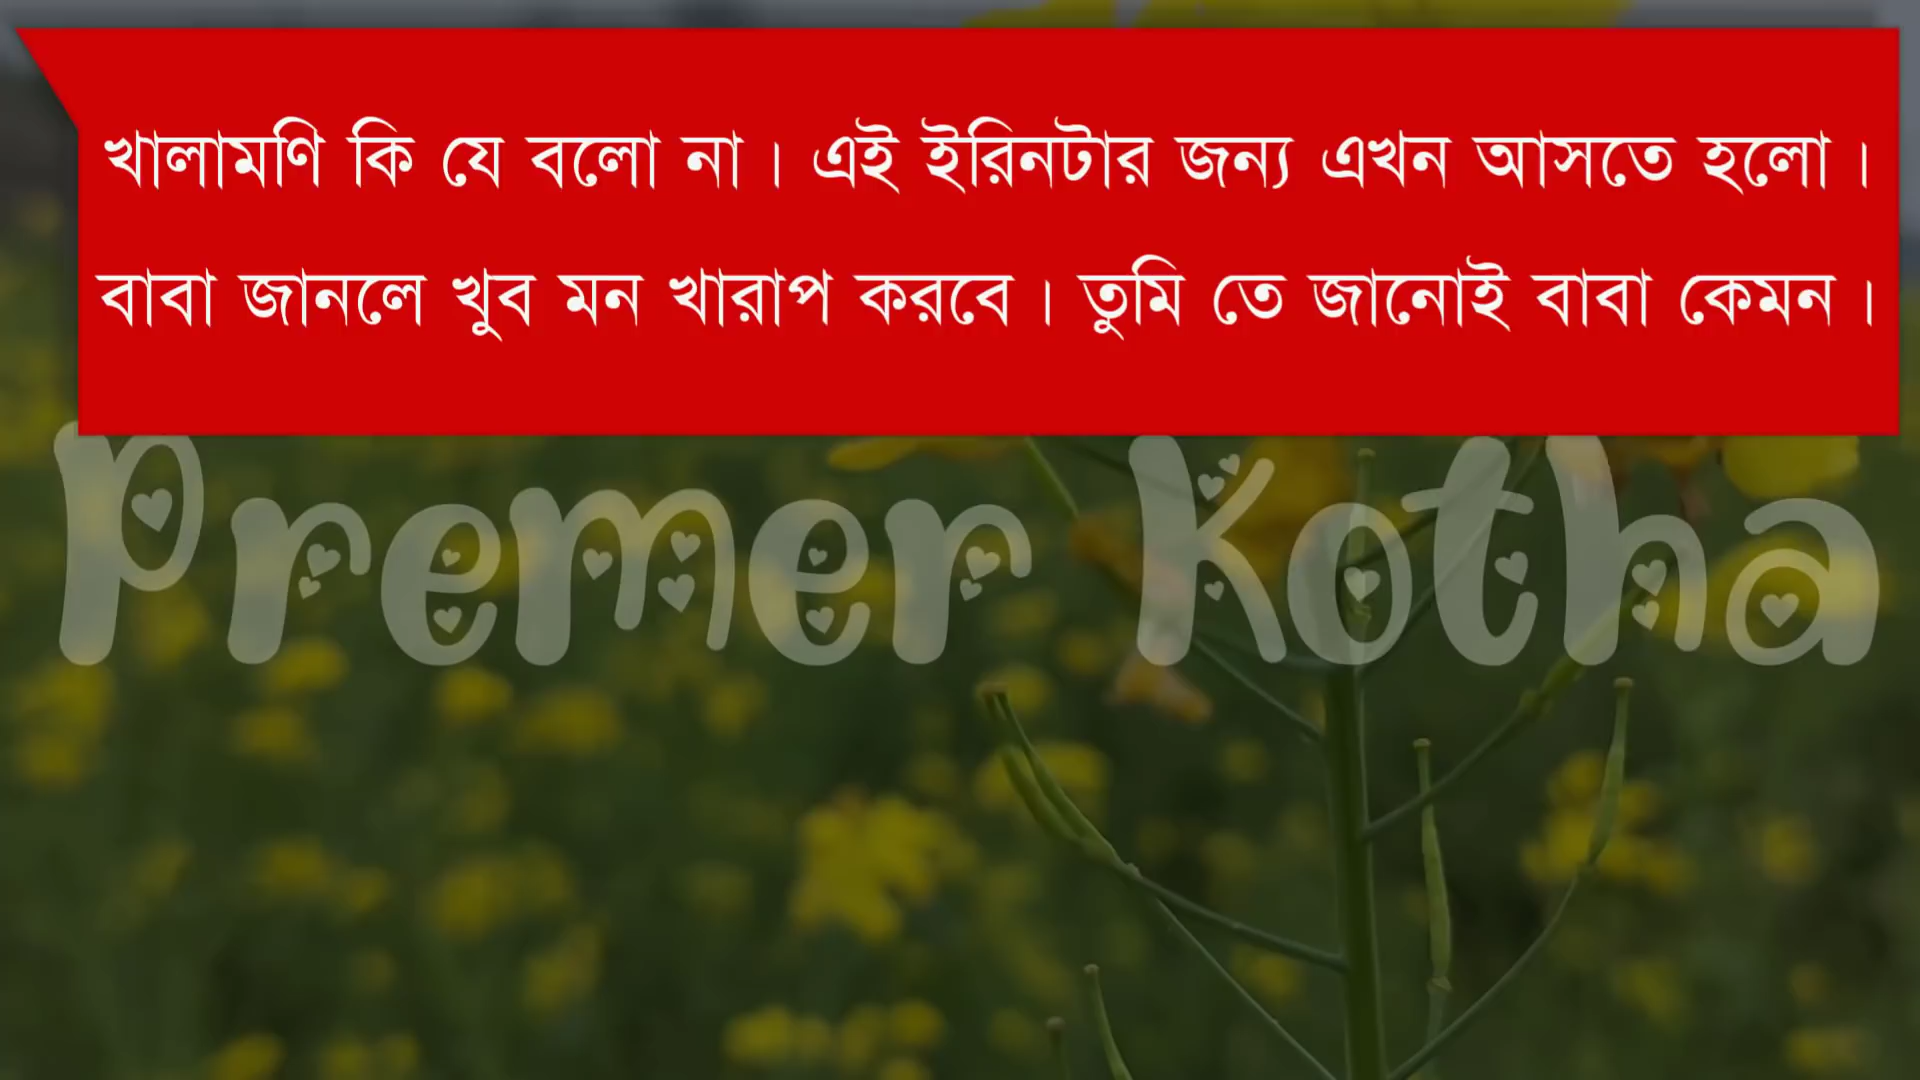 খালামণি কি যে বলো না। এই ইরিনটার জন্য এখন আসতে হলো।
বাবা জানলে খুব মন খারাপ করবে। তুমি তে জানোই বাবা কেমন।
Premer Kotha